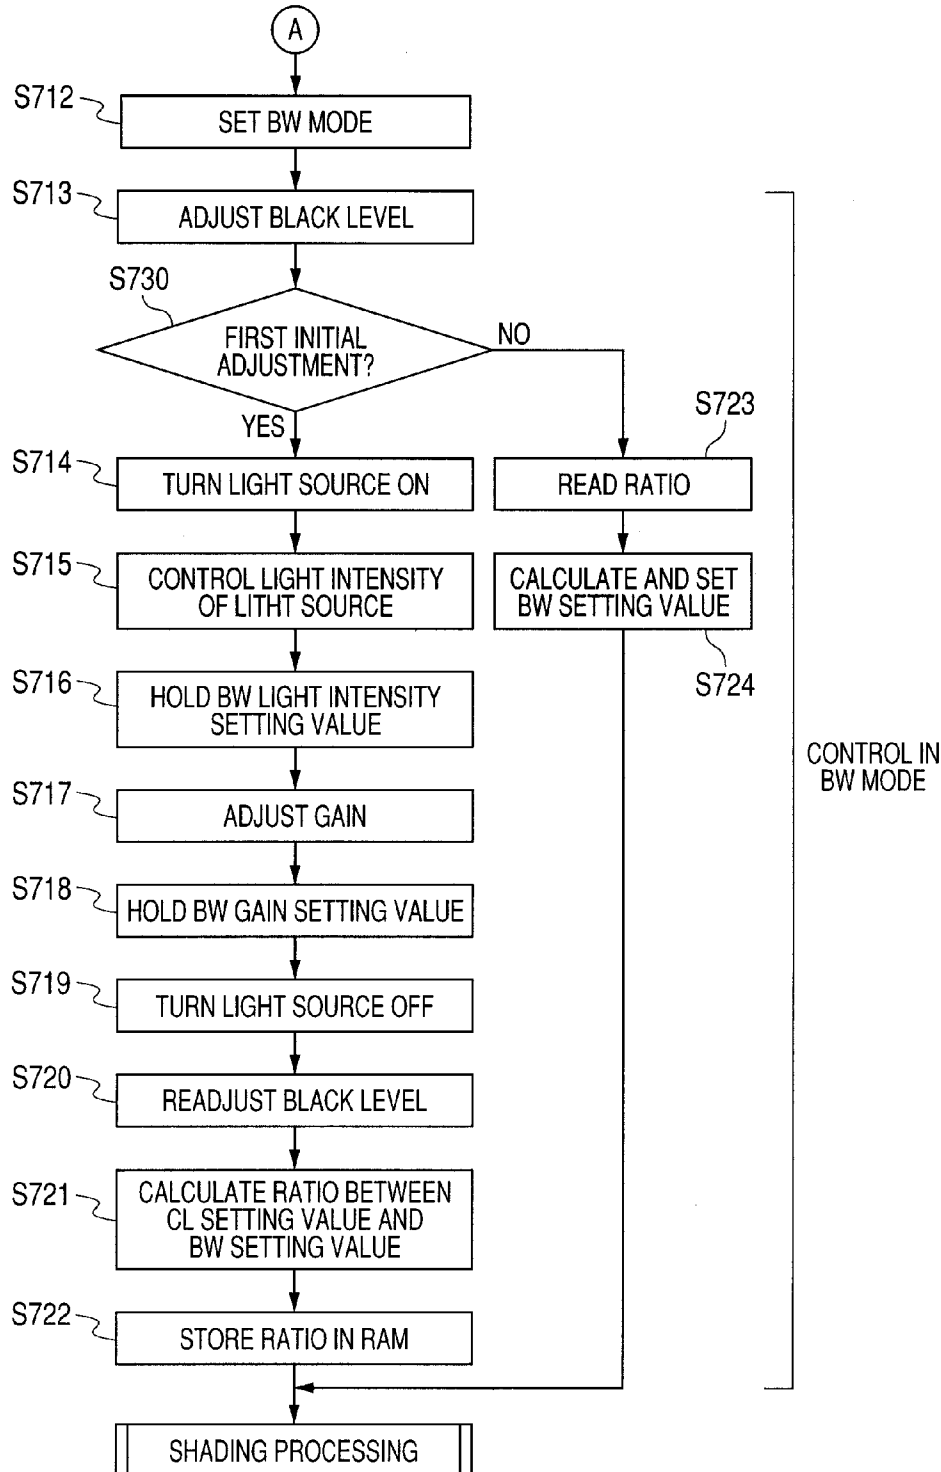 A
S712
SET BW MODE
S713
ADJUST BLACK LEVEL
S730
FIRST INITIAL
ADJUSTMENT?
NO
YES
S723
S714
TURN LIGHT SOURCE ON
READ RATIO
S715
CONTROL LIGHT INTENSITY
OF LITHT SOURCE
CALCULATE AND SET
BW SETTING VALUE
S724
S716
HOLD BW LIGHT INTENSITY
SETTING VALUE
CONTROL IN
BW MODE
S717
ADJUST GAIN
S718
HOLD BW GAIN SETTING VALUE
S719
TURN LIGHT SOURCE OFF
S720
READJUST BLACK LEVEL
S721
CALCULATE RATIO BETWEEN
CL SETTING VALUE AND
BW SETTING VALUE
S722
STORE RATIO IN RAM
SHADING PROCESSING